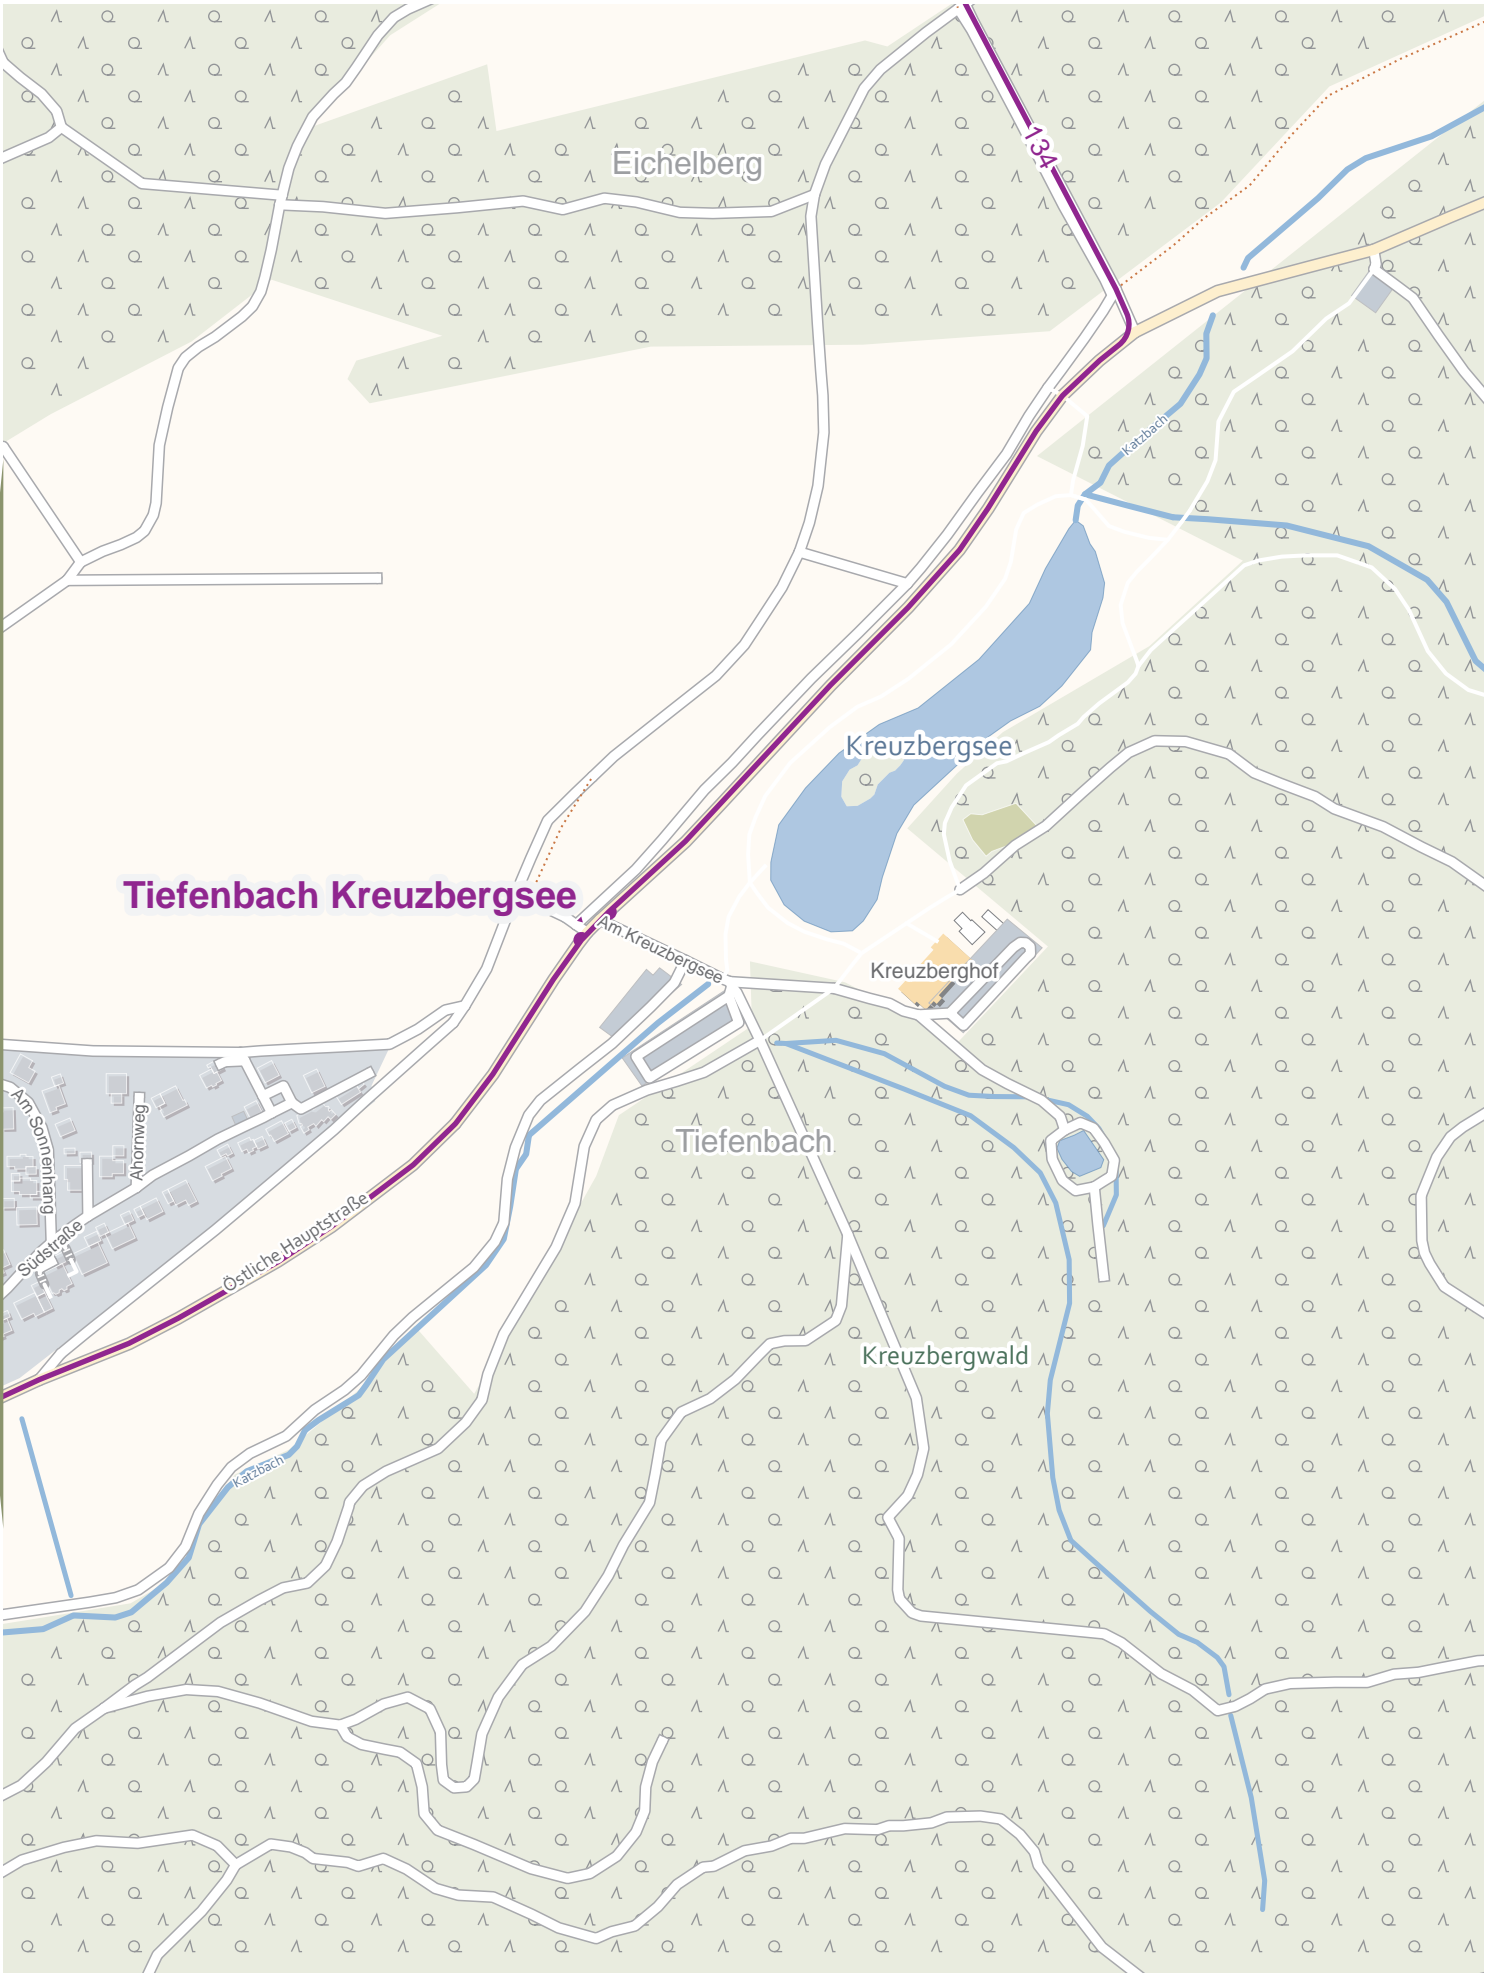 134
Eichelberg
Katzbach
Kreuzbergsee
Tiefenbach Kreuzbergsee
Am Kreuzbergsee
Kreuzberghof
Am Sonnenhang
Ahornweg
Tiefenbach
Südstraße
Östliche Hauptstraße
Kreuzbergwald
Katzbach